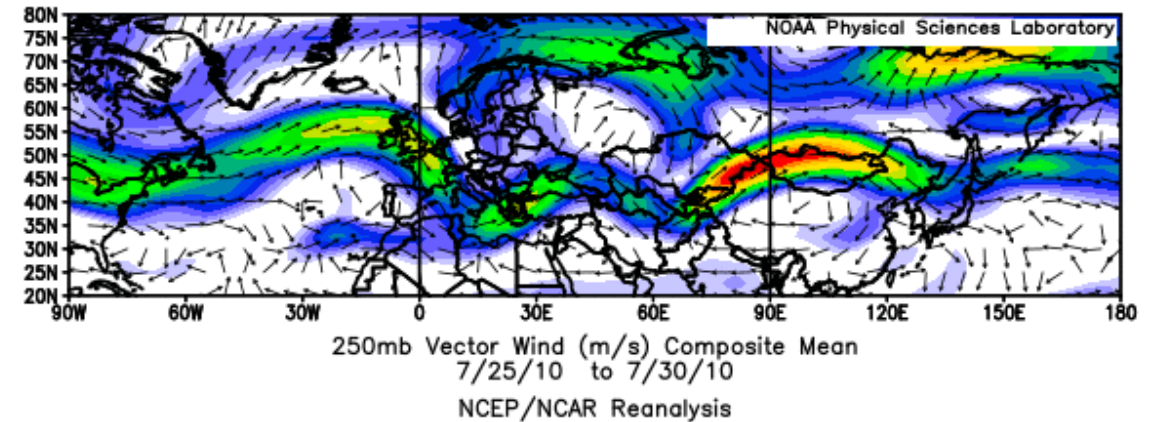 80N
75N
70N
65N
60N
55N
50N
45N
40N
35N
30N
25N
20N
NOAA Physical Sciences Laboratory
90W 60W 30W 0 30E 60E 90E 120E 150E 180
250mb Vector Wind (m/s) Composite Mean
7/25/10 to 7/30/10
NCEP/NCAR Reanalysis